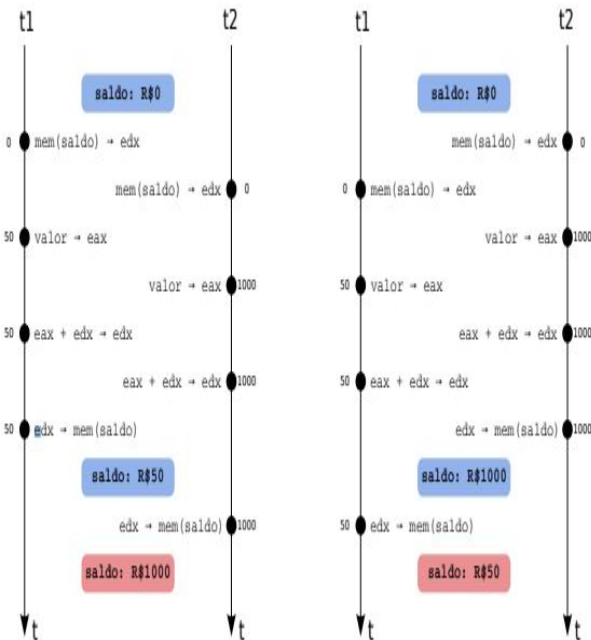 t1
t2
saldo: R$0
0 mem(saldo) → edx
mem(saldo) → edx 0
50 valor → eax
valor → eax 1000
50 eax + edx → edx
eax + edx → edx 1000
50 edx → mem(saldo)
saldo: R$50
edx → mem(saldo) 1000
saldo: R$1000
t
t
t1
t2
saldo: R$0
mem(saldo) → edx 0
0 mem(saldo) → edx
valor → eax 1000
50 valor → eax
eax + edx → edx 1000
50 eax + edx → edx
edx → mem(saldo) 1000
saldo: R$1000
50 edx → mem(saldo)
saldo: R$50
t
t